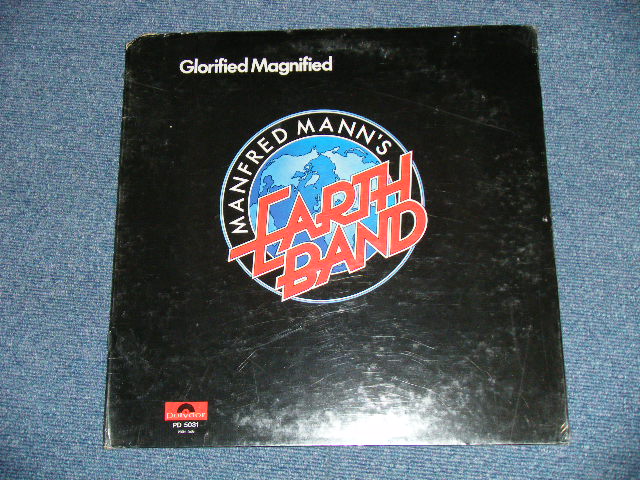 Glorified Magnified
MANFRED MANN'S
EARTH
BAND
Polydor
PD 5031